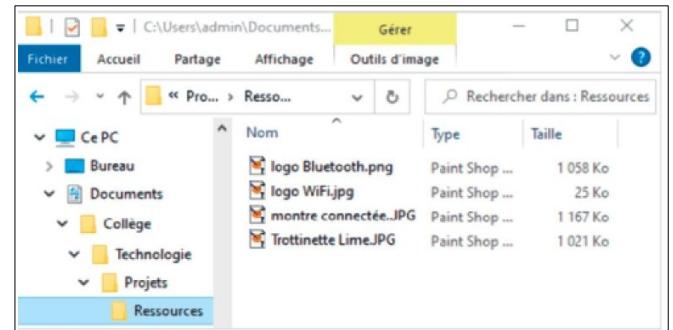 C:\Users\admin\Documents... Gérer
Fichier Accueil Partage Affichage Outils d'image
« Pro... › Resso... Rechercher dans : Ressources
Ce PC
Bureau
Documents
Collège
Technologie
Projets
Ressources
Nom Type Taille
logo Bluetooth.png Paint Shop ... 1 058 Ko
logo WiFi.jpg Paint Shop ... 25 Ko
montre connectée.JPG Paint Shop ... 1 167 Ko
Trottinette Lime.JPG Paint Shop ... 1 021 Ko